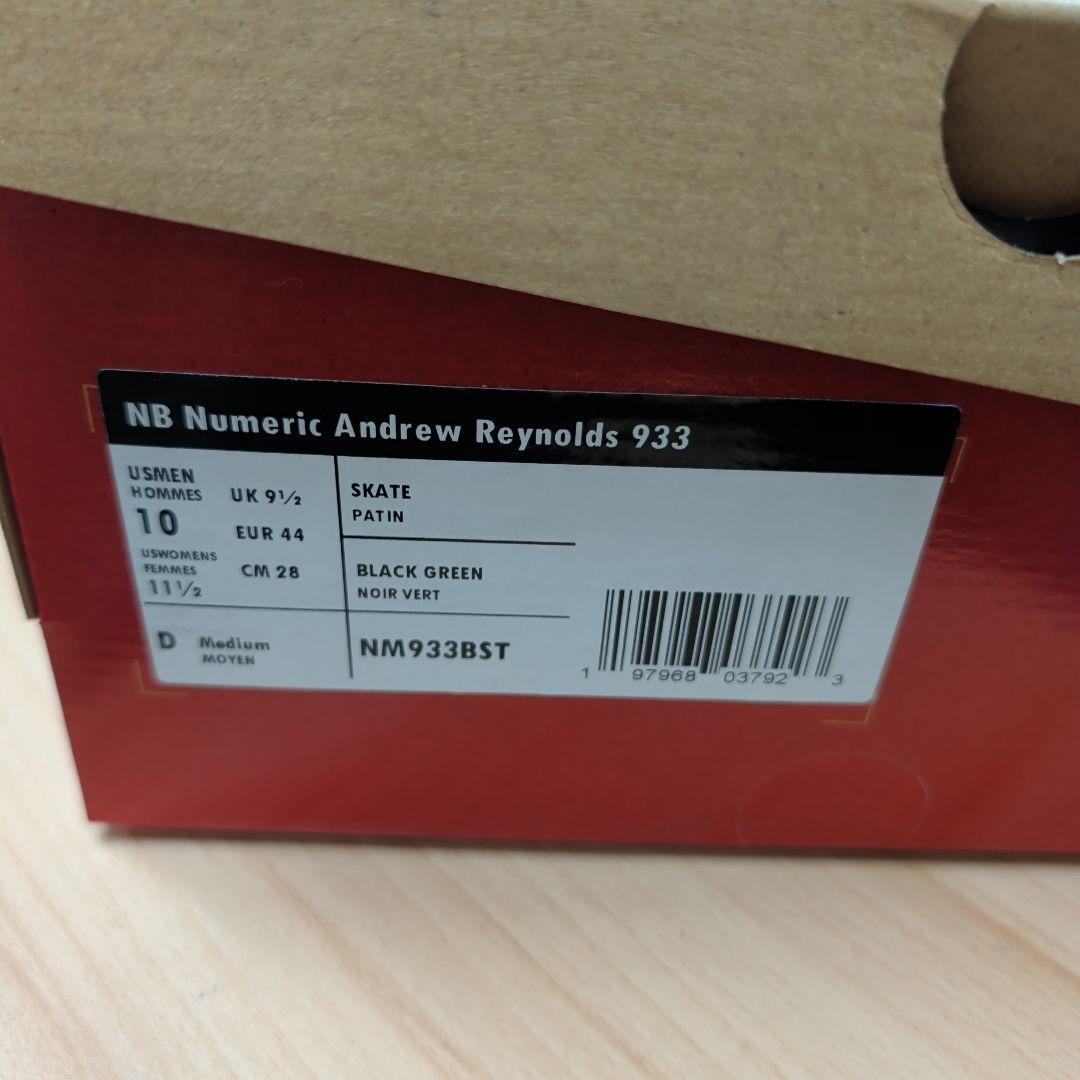 NB Numeric Andrew Reynolds 933
USMEN
HOMMES
10
UK 9½
EUR 44
USWOMENS
FEMMES
11½
CM 28
D Medium
MOYEN
SKATE
PATIN
BLACK GREEN
NOIR VERT
NM933BST
1 97968 03792 3